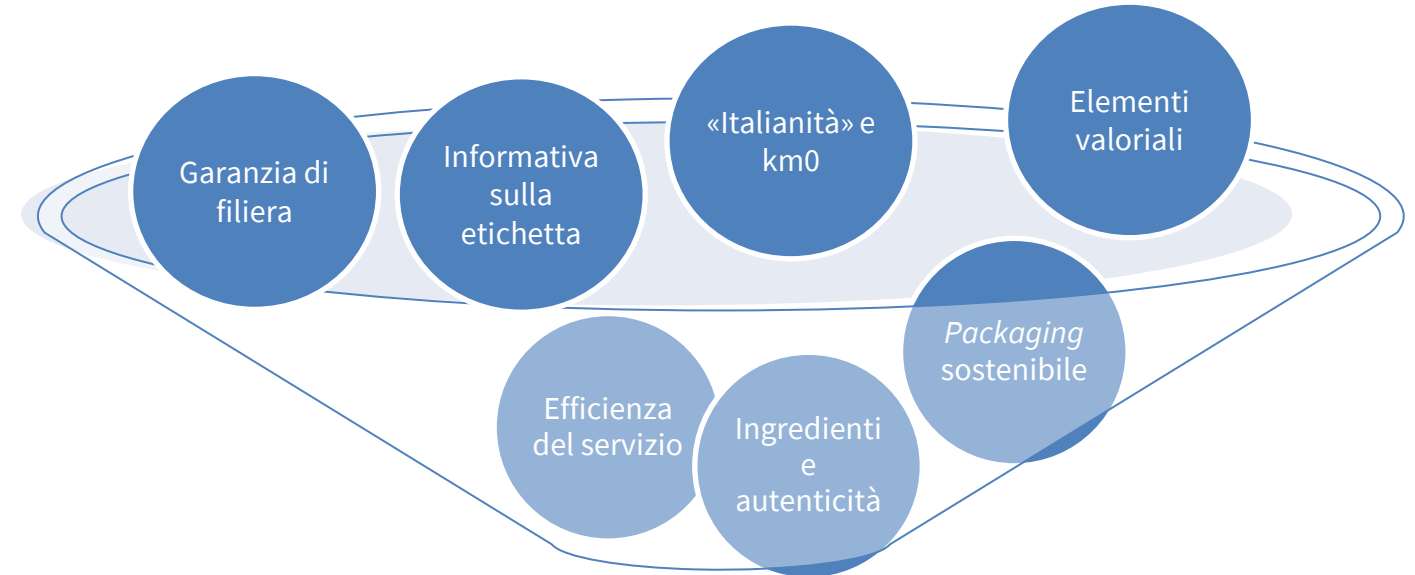 Garanzia di
filiera
Informativa
sulla
etichetta
«Italianità» e
km0
Elementi
valoriali
Efficienza
del servizio
Ingredienti
e
autenticità
Packaging
sostenibile